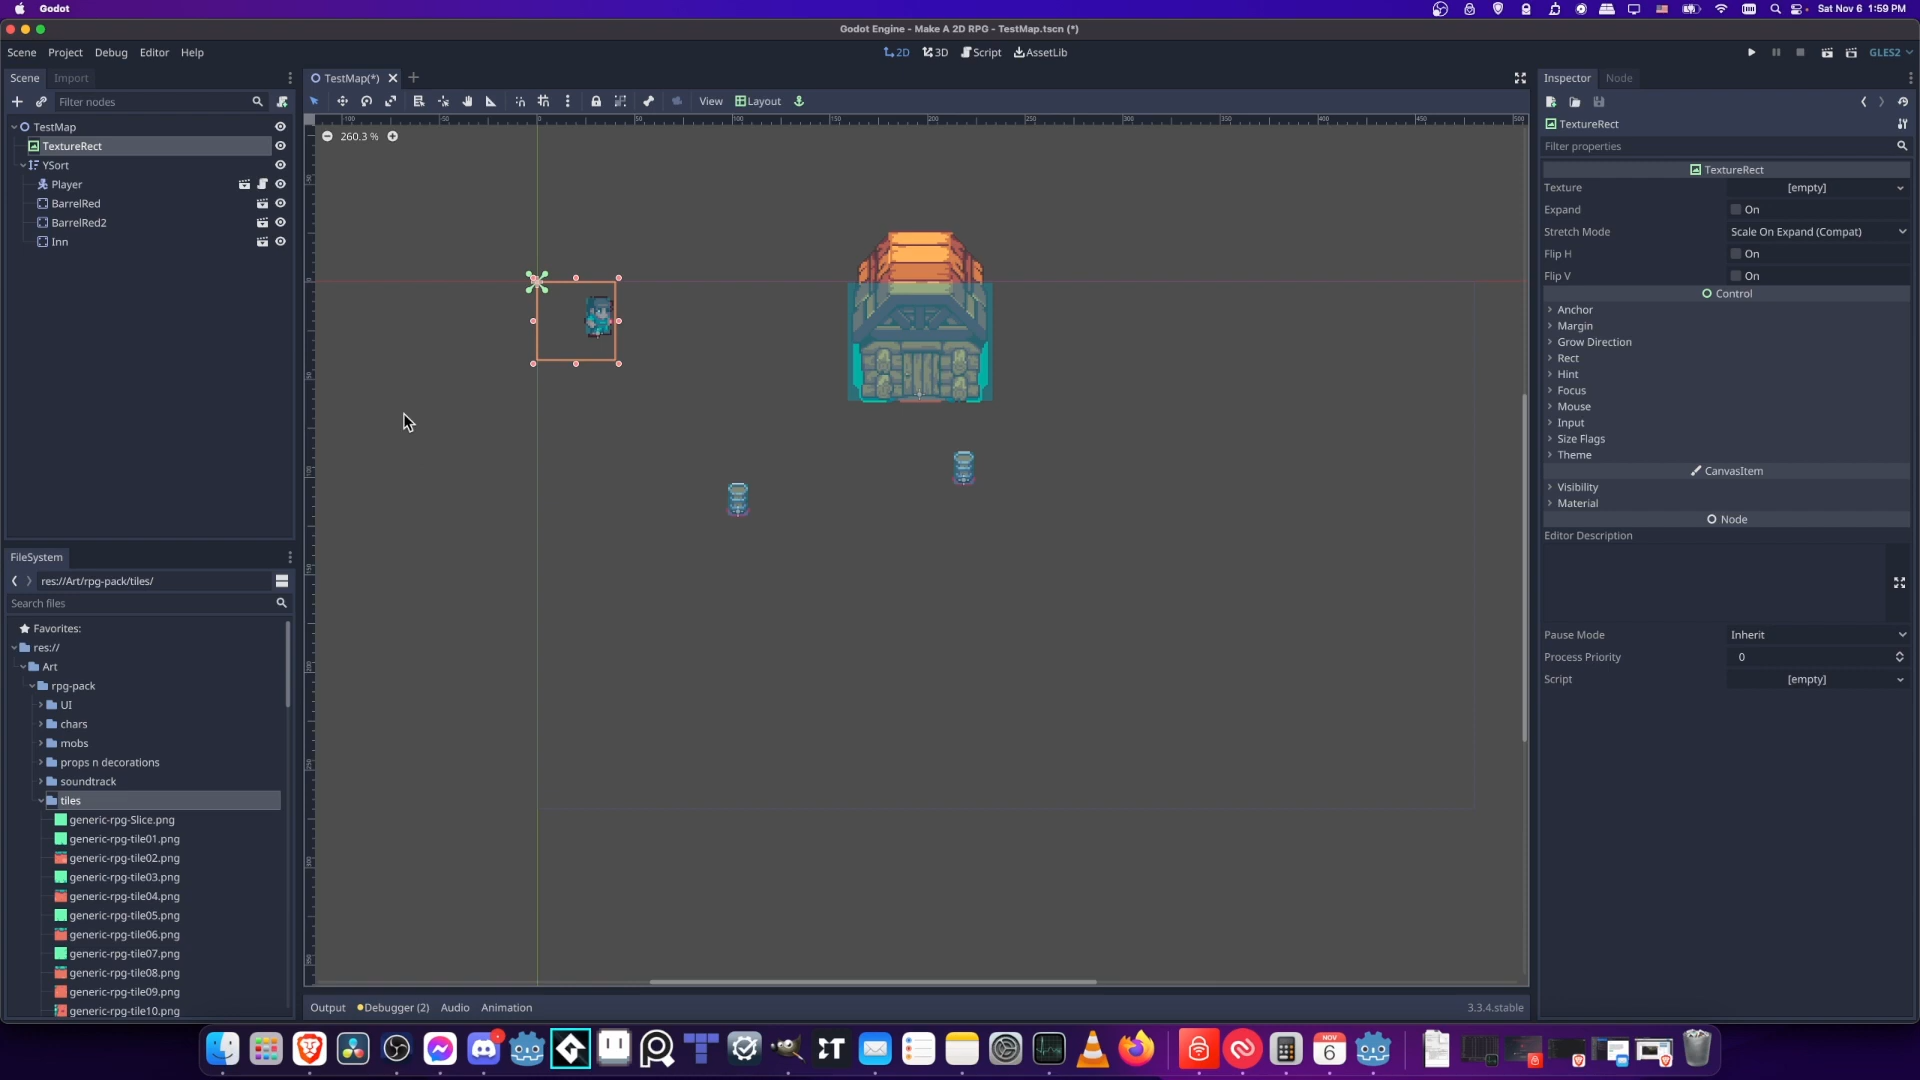 Godot
Sat Nov 6 1:59 PM
Godot Engine - Make A 2D RPG - TestMap.tscn (*)
Scene Project Debug Editor Help
2D 3D Script AssetLib
GLES2
Scene Import
TestMap(*)
Inspector Node
Filter nodes
View Layout
TestMap
TextureRect
YSort
Player
BarrelRed
BarrelRed2
Inn
260.3 %
TextureRect
Filter properties
TextureRect
Texture [empty]
Expand On
Stretch Mode Scale On Expand (Compat)
Flip H On
Flip V On
Control
Anchor
Margin
Grow Direction
Rect
Hint
Focus
Mouse
Input
Size Flags
Theme
CanvasItem
Visibility
Material
Node
Editor Description
Pause Mode Inherit
Process Priority 0
Script [empty]
FileSystem
res://Art/rpg-pack/tiles/
Search files
Favorites:
res://
Art
rpg-pack
UI
chars
mobs
props n decorations
soundtrack
tiles
generic-rpg-Slice.png
generic-rpg-tile01.png
generic-rpg-tile02.png
generic-rpg-tile03.png
generic-rpg-tile04.png
generic-rpg-tile05.png
generic-rpg-tile06.png
generic-rpg-tile07.png
generic-rpg-tile08.png
generic-rpg-tile09.png
generic-rpg-tile10.png
Output Debugger (2) Audio Animation
3.3.4.stable
NOV
6